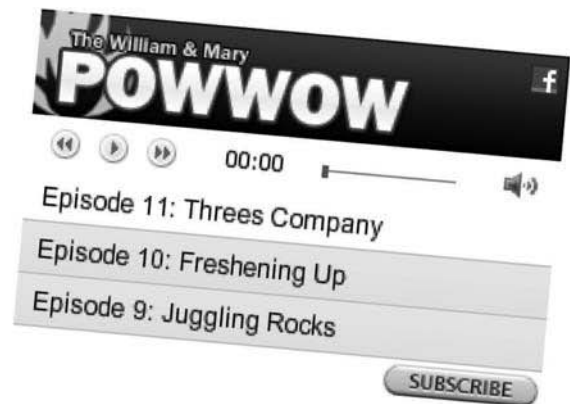 The William & Mary
POWWOW
f
00:00
Episode 11: Threes Company
Episode 10: Freshening Up
Episode 9: Juggling Rocks
SUBSCRIBE